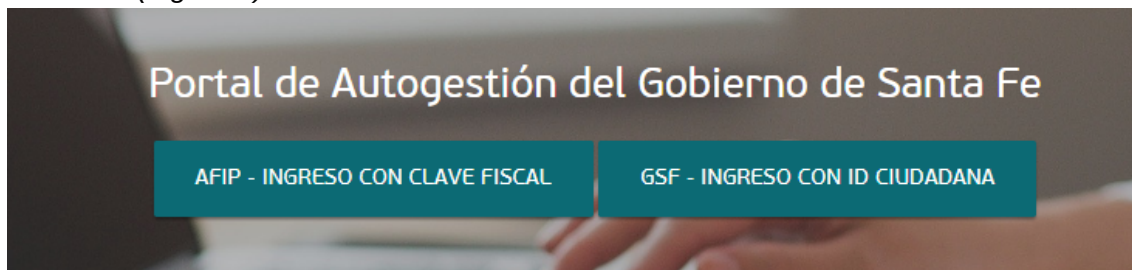 Portal de Autogestión del Gobierno de Santa Fe
AFIP - INGRESO CON CLAVE FISCAL
GSF - INGRESO CON ID CIUDADANA